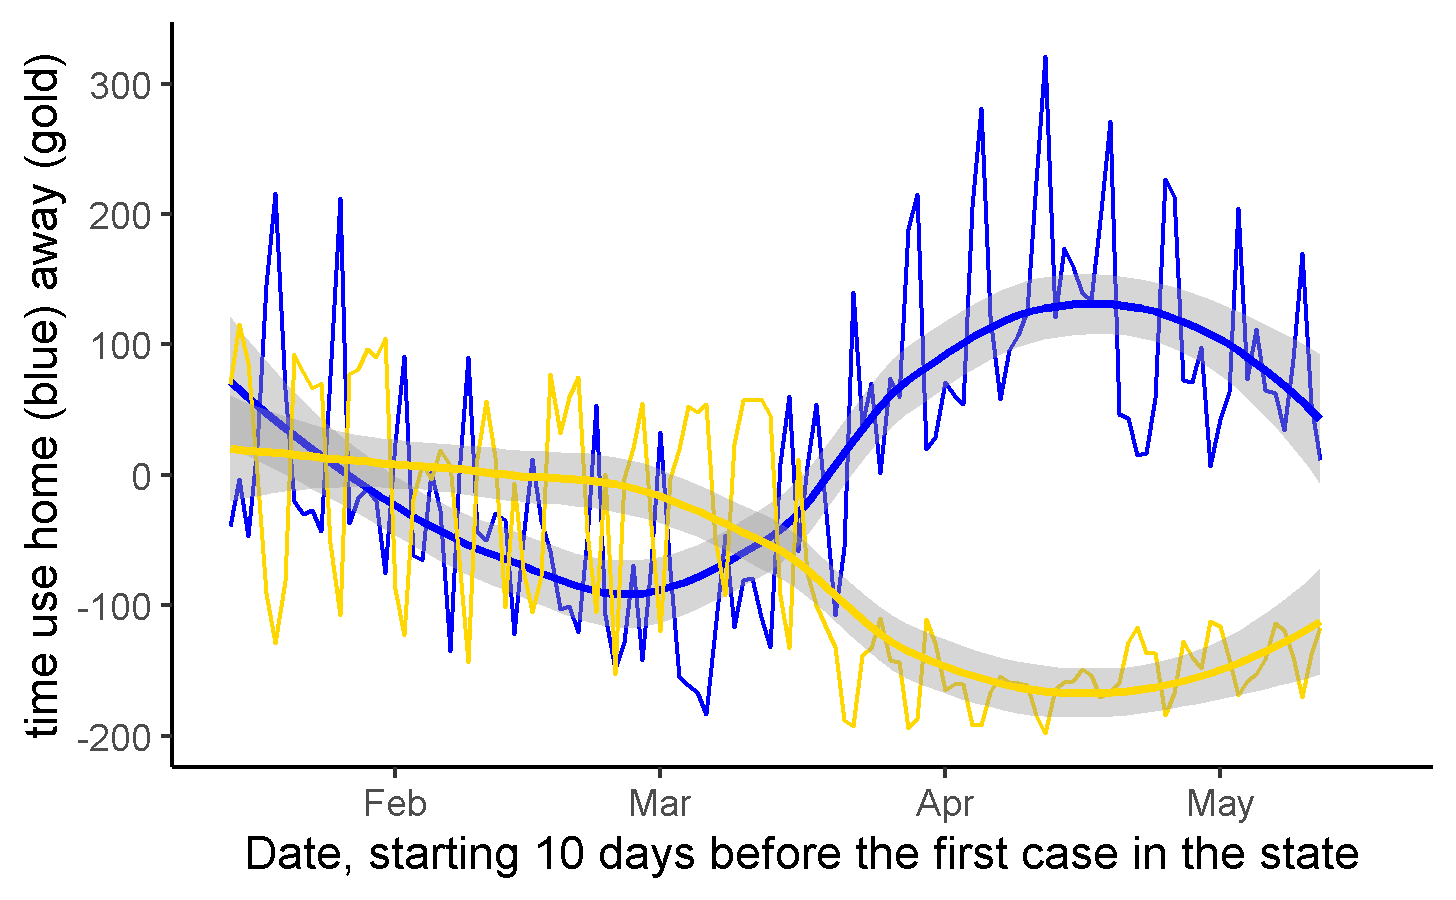 time use home (blue) away (gold)
300
200
100
0
-100
-200
Feb Mar Apr May
Date, starting 10 days before the first case in the state